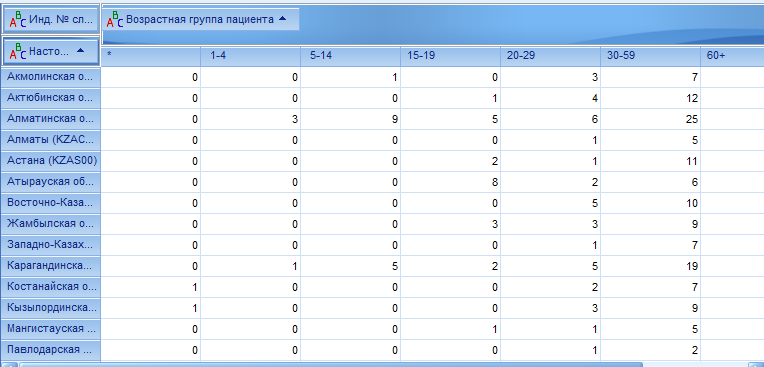 ABC Инд. № сл... ABC Возрастная группа пациента
ABC Насто...
* 1-4 5-14 15-19 20-29 30-59 60+
Акмолинская о... 0 0 1 0 3 7
Актюбинская о... 0 0 0 1 4 12
Алматинская о... 0 3 9 5 6 25
Алматы (KZAC... 0 0 0 0 1 5
Астана (KZAS00) 0 0 0 2 1 11
Атырауская об... 0 0 0 8 2 6
Восточно-Каза... 0 0 0 0 5 10
Жамбылская о... 0 0 0 3 3 9
Западно-Казах... 0 0 0 0 1 7
Карагандинска... 0 1 5 2 5 19
Костанайская о... 1 0 0 0 2 7
Кызылординска... 1 0 0 0 3 9
Мангистауская ... 0 0 0 1 1 5
Павлодарская ... 0 0 0 0 1 2